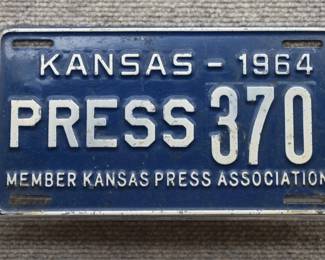 KANSAS - 1964
PRESS 370
MEMBER KANSAS PRESS ASSOCIATION